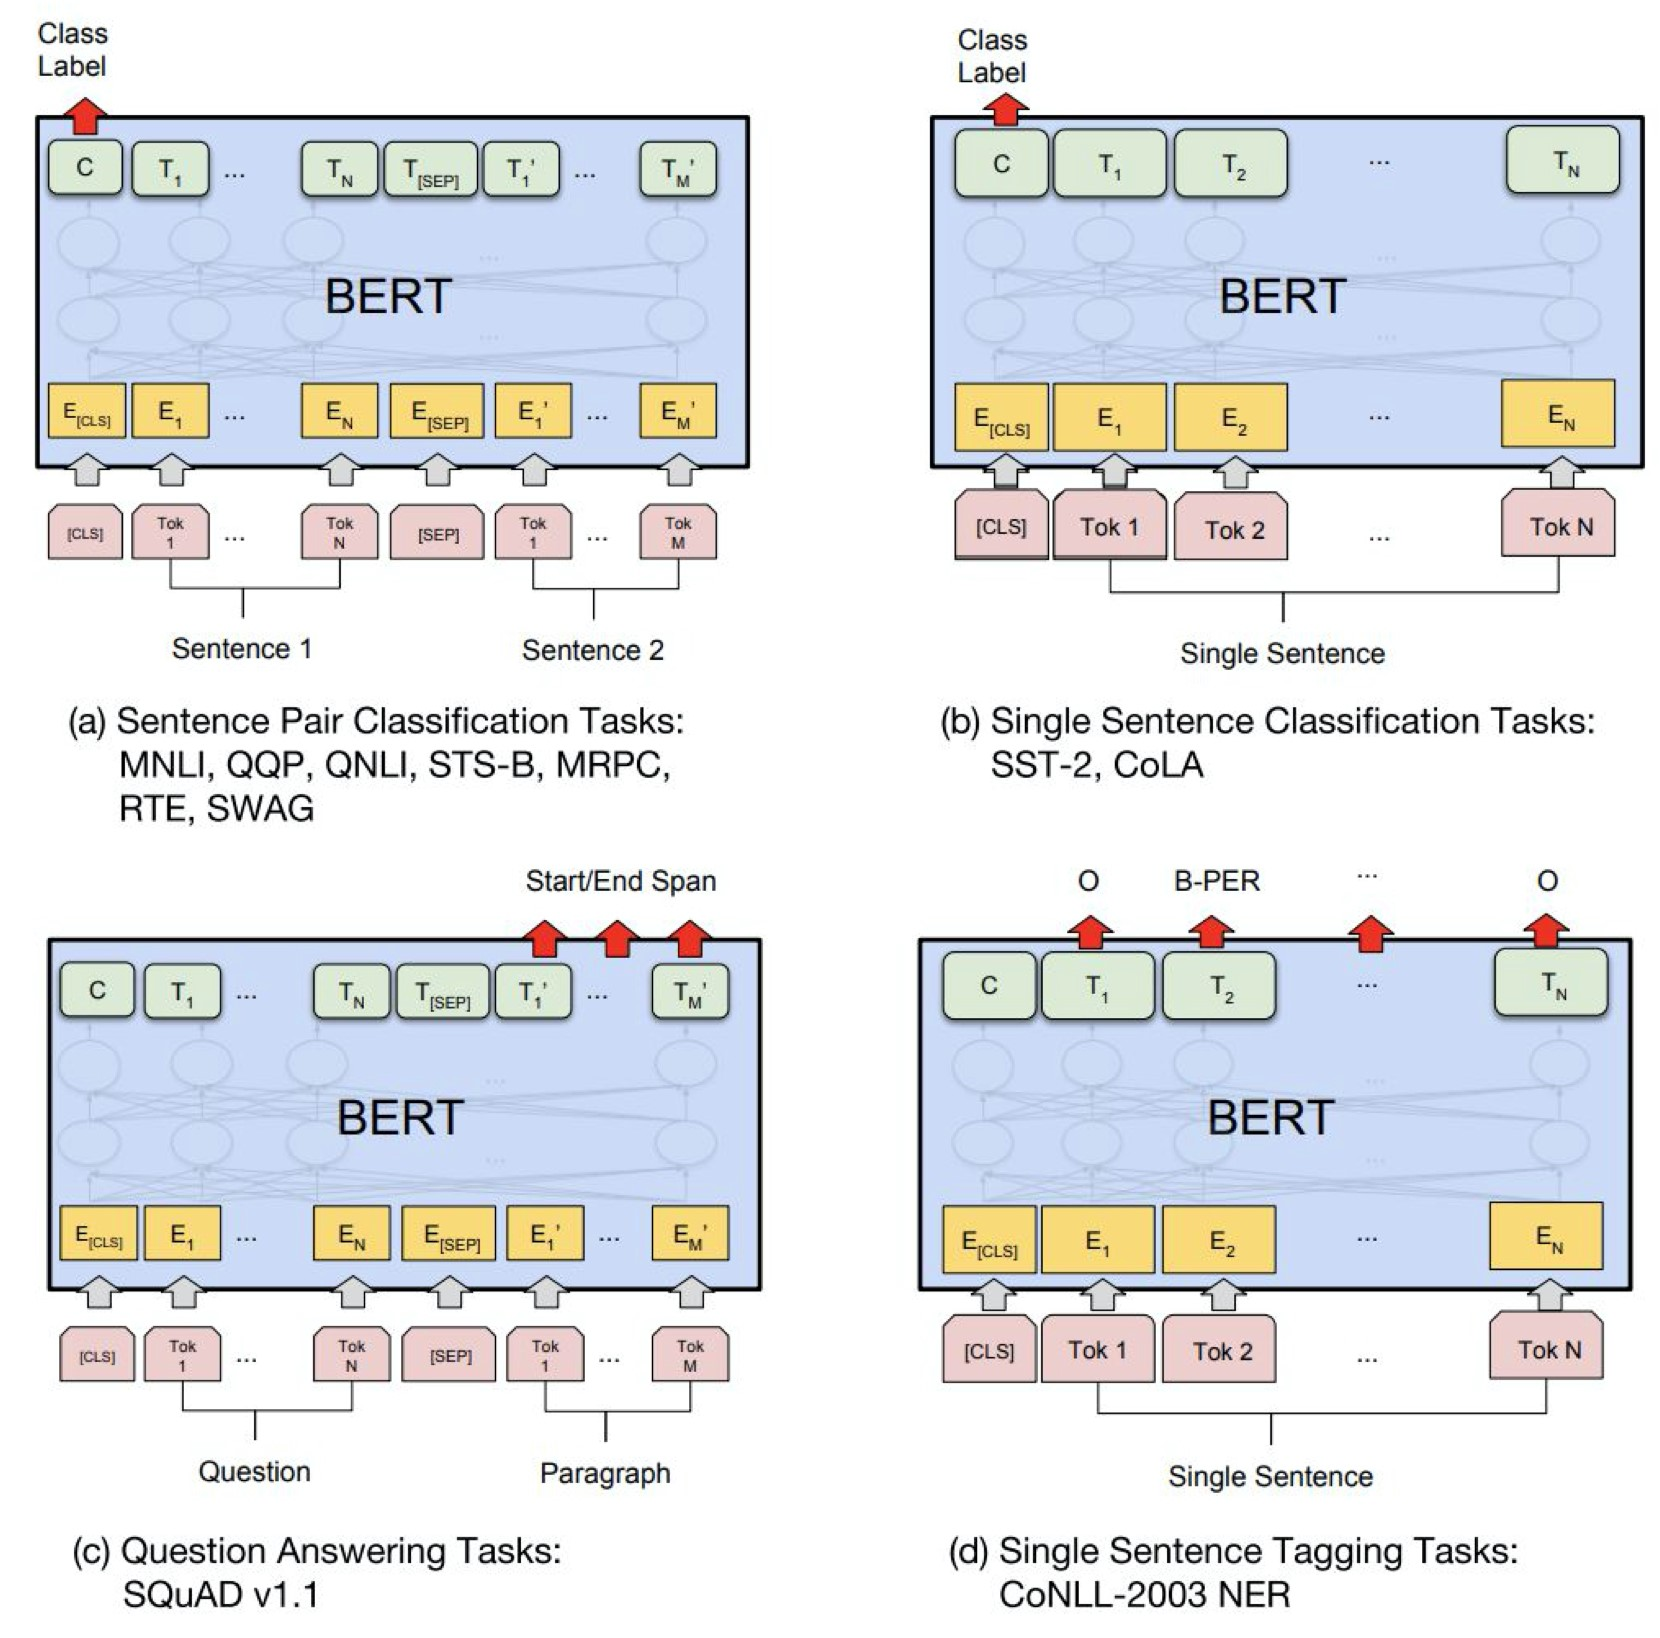 Class
Label
C T1 ... TN T[SEP] T1' ... TM'
...
BERT
...
E[CLS] E1 ... EN E[SEP] E1' ... EM'
[CLS] Tok 1 ... Tok N [SEP] Tok 1 ... Tok M
Sentence 1 Sentence 2
(a) Sentence Pair Classification Tasks:
MNLI, QQP, QNLI, STS-B, MRPC,
RTE, SWAG
Class
Label
C T1 T2 ... TN
...
BERT
...
E[CLS] E1 E2 ... EN
[CLS] Tok 1 Tok 2 ... Tok N
Single Sentence
(b) Single Sentence Classification Tasks:
SST-2, CoLA
Start/End Span
C T1 ... TN T[SEP] T1' ... TM'
...
BERT
...
E[CLS] E1 ... EN E[SEP] E1' ... EM'
[CLS] Tok 1 ... Tok N [SEP] Tok 1 ... Tok M
Question Paragraph
(c) Question Answering Tasks:
SQuAD v1.1
O B-PER ... O
C T1 T2 ... TN
...
BERT
...
E[CLS] E1 E2 ... EN
[CLS] Tok 1 Tok 2 ... Tok N
Single Sentence
(d) Single Sentence Tagging Tasks:
CoNLL-2003 NER